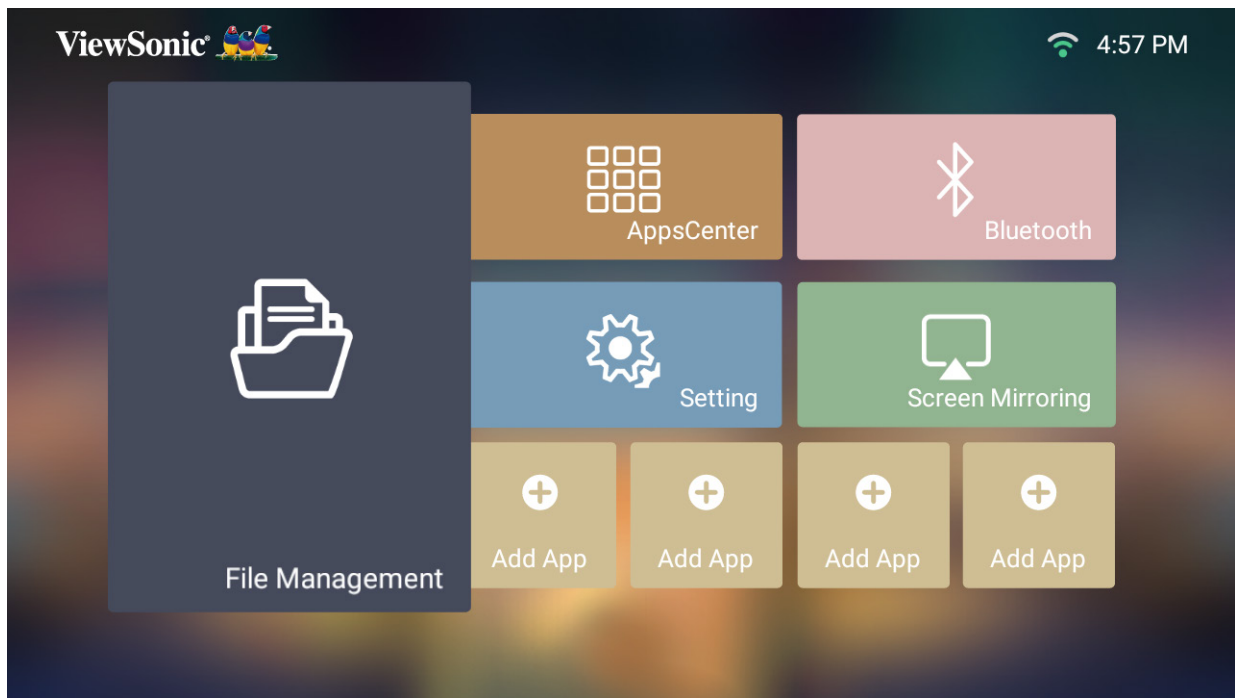 ViewSonic®
4:57 PM
AppsCenter
Bluetooth
Setting
Screen Mirroring
File Management
Add App
Add App
Add App
Add App